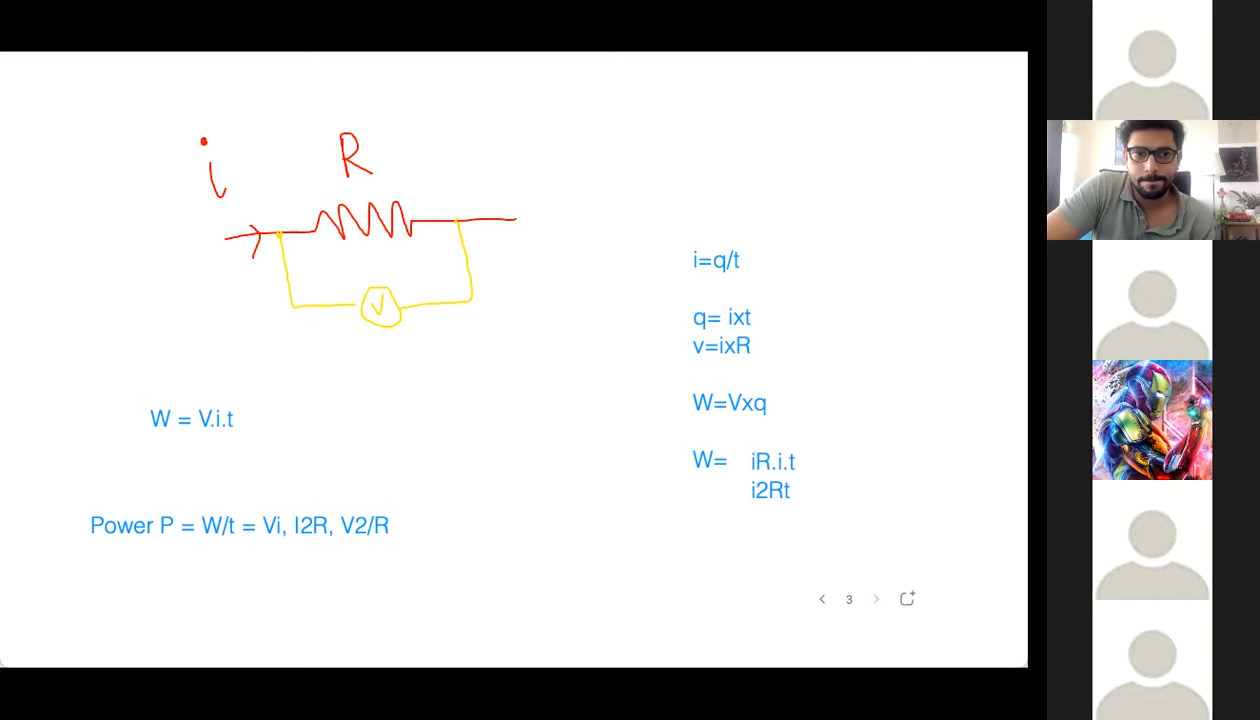 i
R
V
i=q/t
q= ixt
v=ixR
W=Vxq
W = V.i.t
W= iR.i.t
i2Rt
Power P = W/t = Vi, I2R, V2/R
3